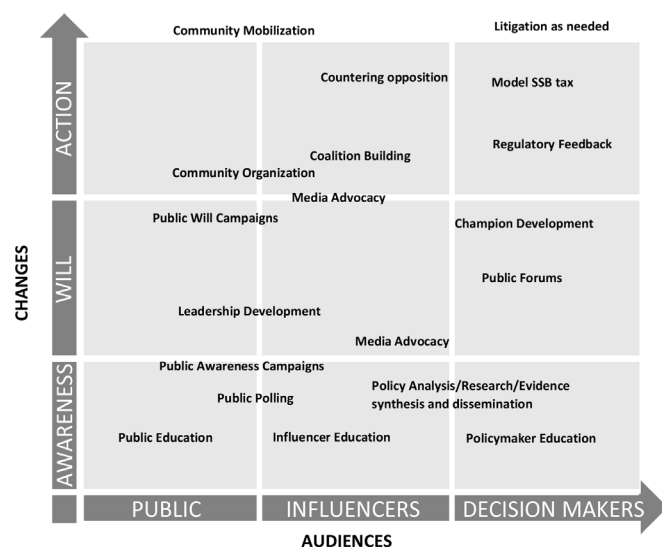 Community Mobilization
Litigation as needed
Countering opposition
Model SSB tax
Regulatory Feedback
Coalition Building
Community Organization
Media Advocacy
Public Will Campaigns
Champion Development
Public Forums
Leadership Development
Media Advocacy
Public Awareness Campaigns
Policy Analysis/Research/Evidence
synthesis and dissemination
Public Polling
Public Education
Influencer Education
Policymaker Education
ACTION
WILL
AWARENESS
CHANGES
PUBLIC
INFLUENCERS
DECISION MAKERS
AUDIENCES